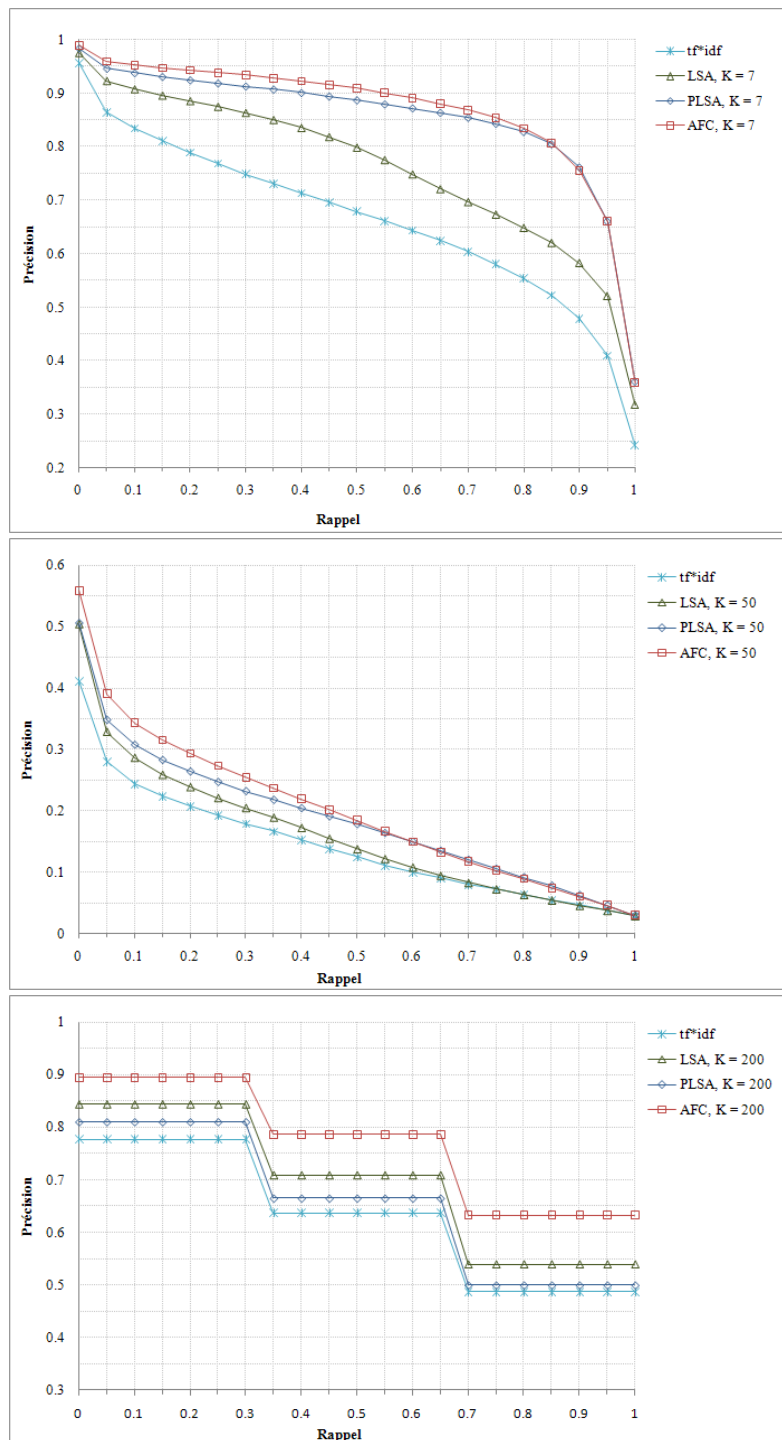 1
0.9
0.8
0.7
0.6
0.5
0.4
0.3
0.2
Précision
0 0.1 0.2 0.3 0.4 0.5 0.6 0.7 0.8 0.9 1
Rappel
tf*idf
LSA, K = 7
PLSA, K = 7
AFC, K = 7
0.6
0.5
0.4
0.3
0.2
0.1
0
Précision
0 0.1 0.2 0.3 0.4 0.5 0.6 0.7 0.8 0.9 1
Rappel
tf*idf
LSA, K = 50
PLSA, K = 50
AFC, K = 50
1
0.9
0.8
0.7
0.6
0.5
0.4
0.3
Précision
0 0.1 0.2 0.3 0.4 0.5 0.6 0.7 0.8 0.9 1
Rappel
tf*idf
LSA, K = 200
PLSA, K = 200
AFC, K = 200